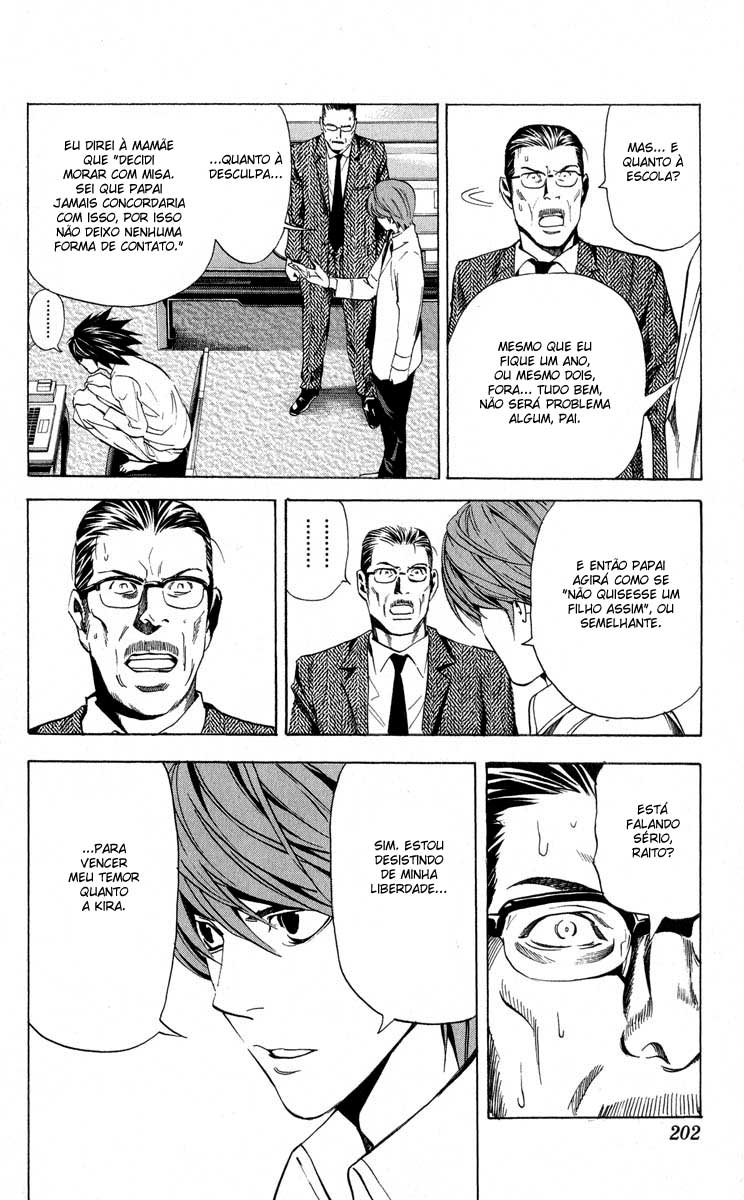 MAS... E
QUANTO À
ESCOLA?
MESMO QUE EU
FIQUE UM ANO,
OU MESMO DOIS,
FORA... TUDO BEM,
NÃO SERÁ PROBLEMA
ALGUM, PAI.
...QUANTO À
DESCULPA...
EU DIREI À MAMÃE
QUE "DECIDI
MORAR COM MISA.
SEI QUE PAPAI
JAMAIS CONCORDARIA
COM ISSO, POR ISSO
NÃO DEIXO NENHUMA
FORMA DE CONTATO."
......
E ENTÃO PAPAI
AGIRÁ COMO SE
"NÃO QUISESSE UM
FILHO ASSIM", OU
SEMELHANTE.
......
ESTÁ
FALANDO
SÉRIO,
RAITO?
SIM. ESTOU
DESISTINDO
DE MINHA
LIBERDADE...
...PARA
VENCER
MEU TEMOR
QUANTO
A KIRA.
202